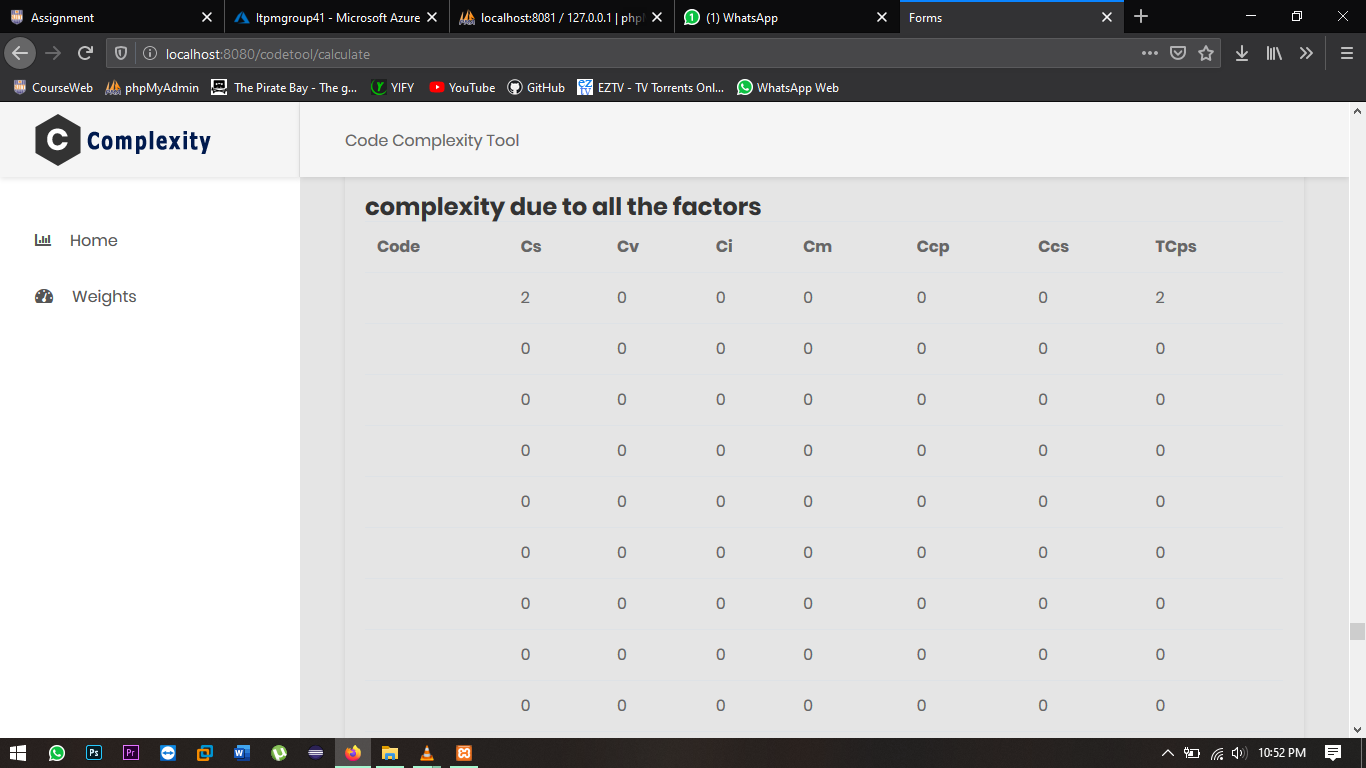 Assignment
ltpmgroup41 - Microsoft Azure
localhost:8081 / 127.0.0.1 | php
(1) WhatsApp
Forms
localhost:8080/codetool/calculate
CourseWeb phpMyAdmin The Pirate Bay - The g... YIFY YouTube GitHub EZTV - TV Torrents Onl... WhatsApp Web
C Complexity
Code Complexity Tool
Home
Weights
complexity due to all the factors
Code Cs Cv Ci Cm Ccp Ccs TCps
2 0 0 0 0 0 2
0 0 0 0 0 0 0
0 0 0 0 0 0 0
0 0 0 0 0 0 0
0 0 0 0 0 0 0
0 0 0 0 0 0 0
0 0 0 0 0 0 0
0 0 0 0 0 0 0
0 0 0 0 0 0 0
10:52 PM